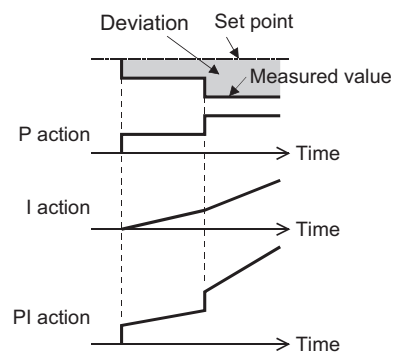 Deviation
Set point
Measured value
P action
Time
I action
Time
PI action
Time